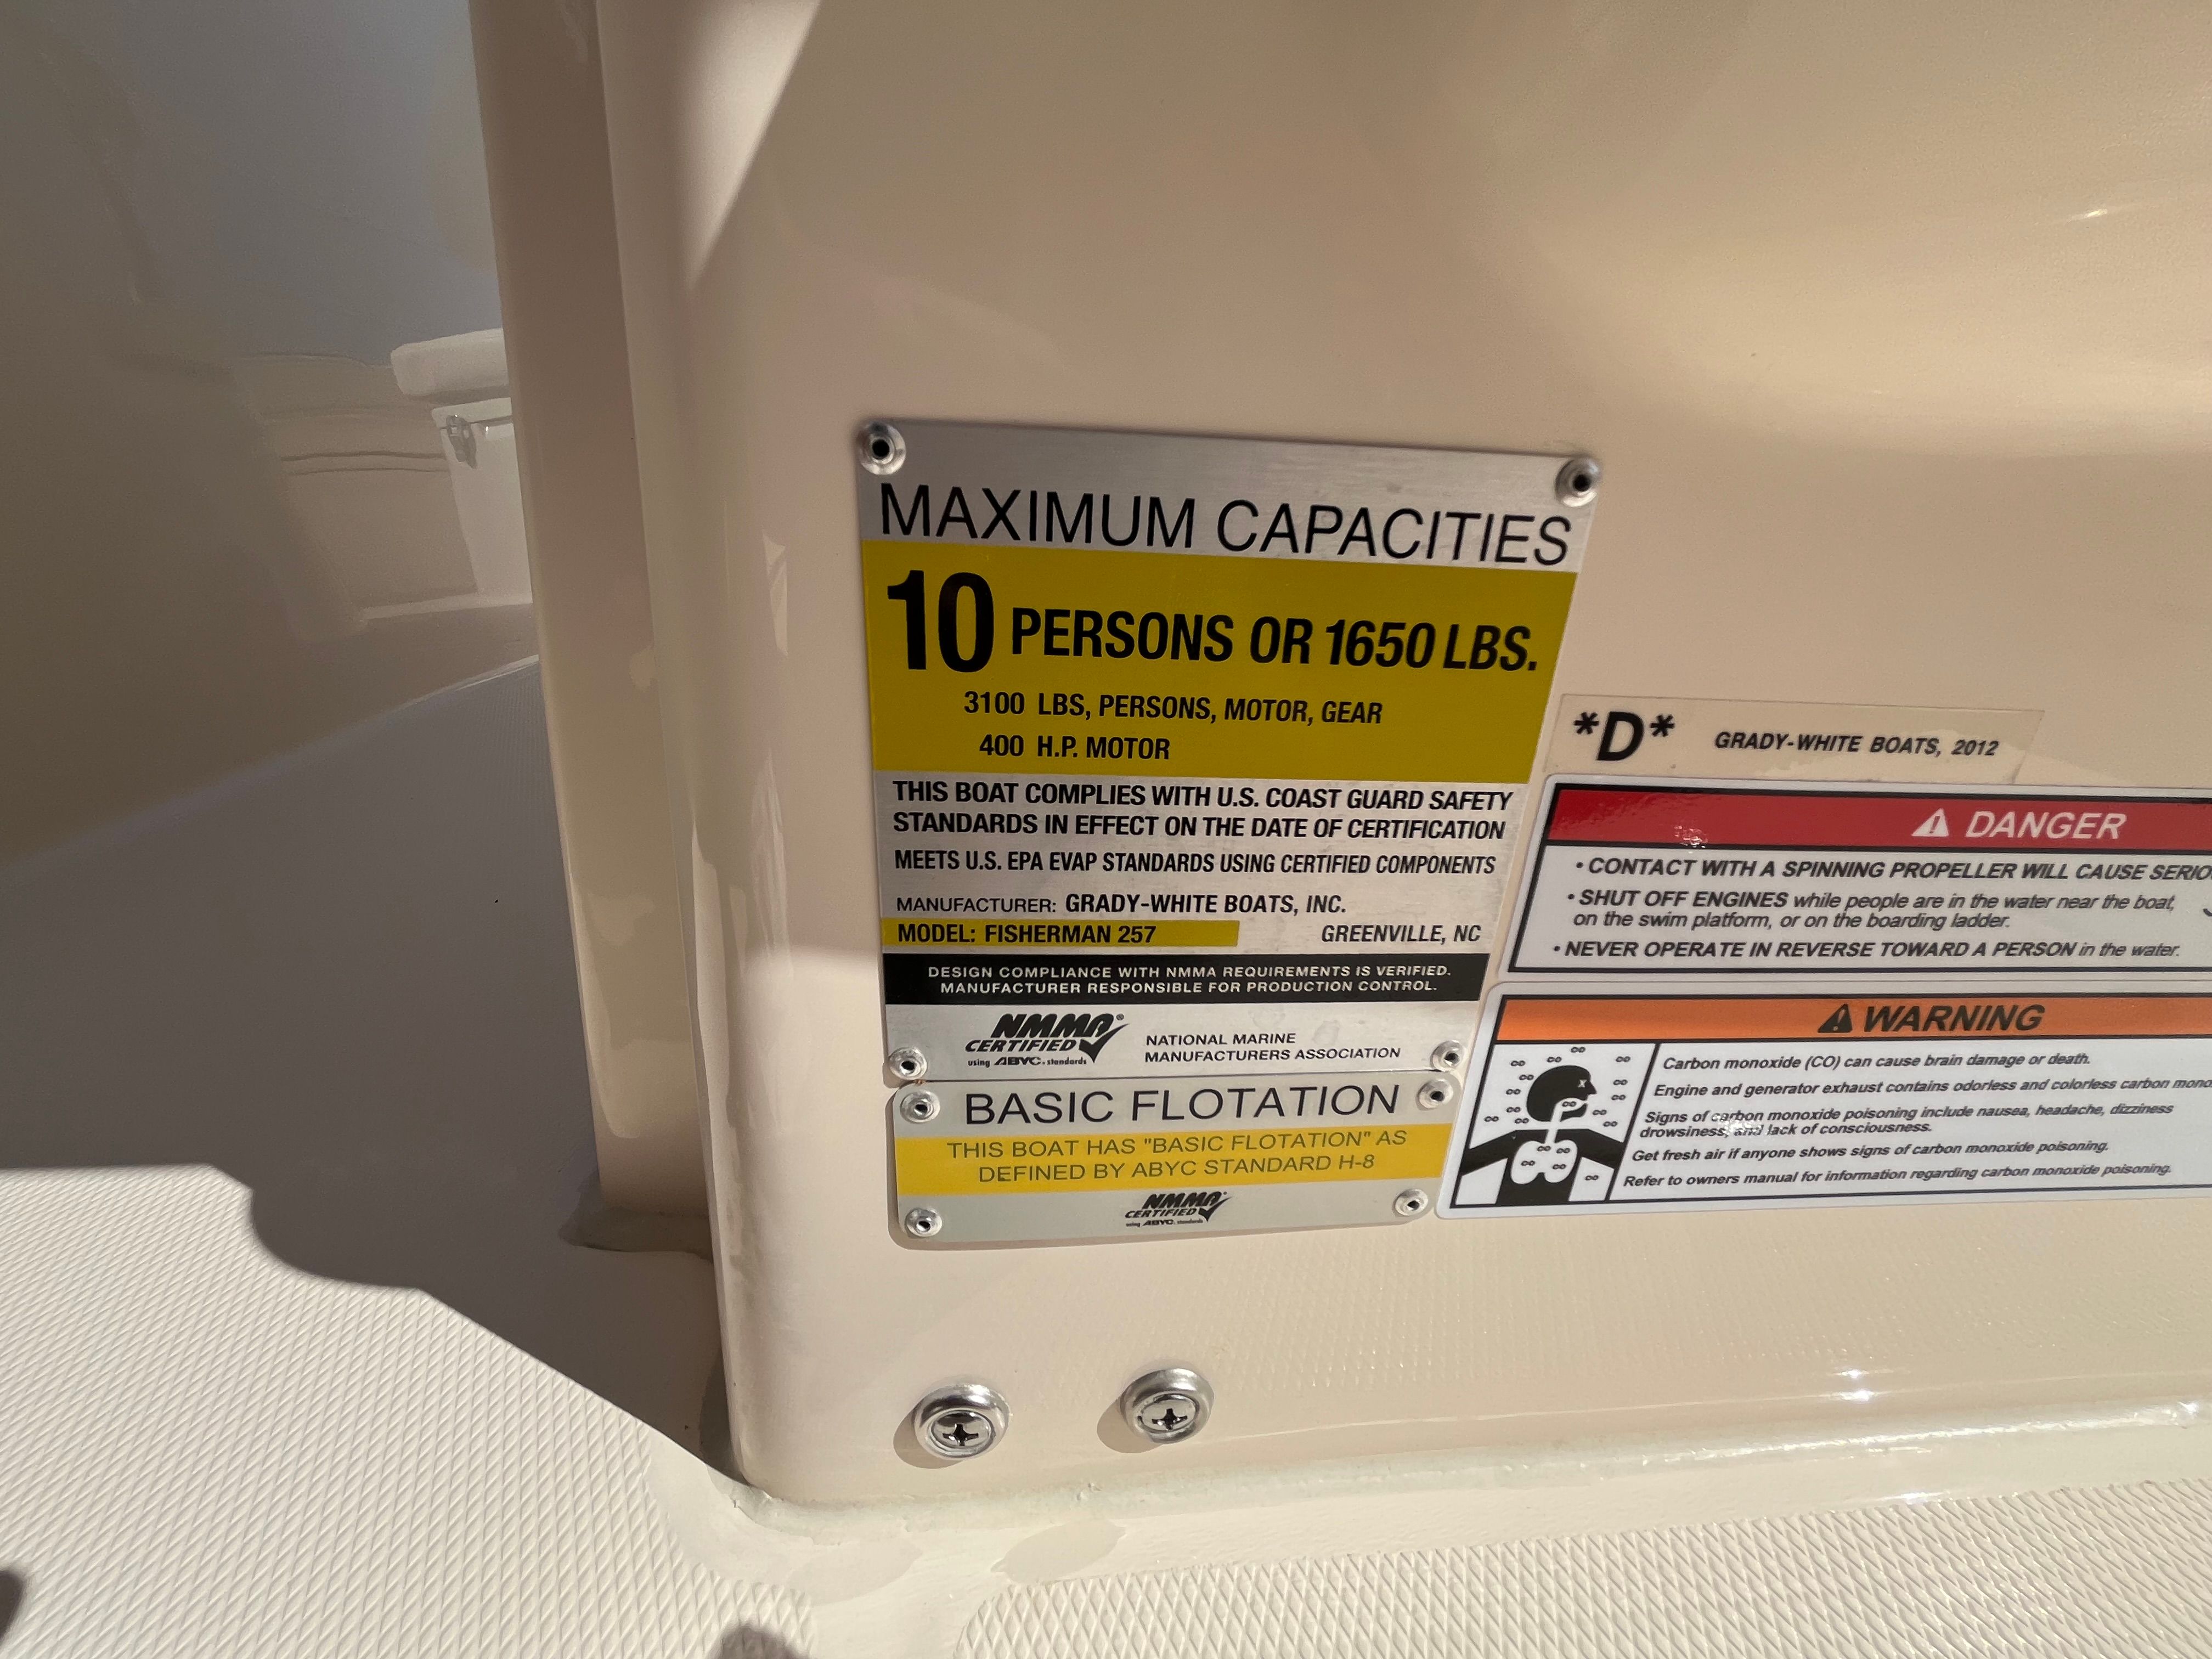 MAXIMUM CAPACITIES
10 PERSONS OR 1650 LBS.
3100 LBS, PERSONS, MOTOR, GEAR
400 H.P. MOTOR
THIS BOAT COMPLIES WITH U.S. COAST GUARD SAFETY
STANDARDS IN EFFECT ON THE DATE OF CERTIFICATION
MEETS U.S. EPA EVAP STANDARDS USING CERTIFIED COMPONENTS
MANUFACTURER: GRADY-WHITE BOATS, INC.
MODEL: FISHERMAN 257 GREENVILLE, NC
DESIGN COMPLIANCE WITH NMMA REQUIREMENTS IS VERIFIED.
MANUFACTURER RESPONSIBLE FOR PRODUCTION CONTROL.
NMMA®
CERTIFIED
using ABYC® standards
NATIONAL MARINE
MANUFACTURERS ASSOCIATION
BASIC FLOTATION
THIS BOAT HAS "BASIC FLOTATION" AS
DEFINED BY ABYC STANDARD H-8
NMMA®
CERTIFIED
using ABYC® standards
*D* GRADY-WHITE BOATS, 2012
DANGER
• CONTACT WITH A SPINNING PROPELLER WILL CAUSE
• SHUT OFF ENGINES while people are in the water near the boat,
on the swim platform, or on the boarding ladder.
• NEVER OPERATE IN REVERSE TOWARD A PERSON in the water.
WARNING
Carbon monoxide (CO) can cause brain damage or death.
Engine and generator exhaust contains odorless and colorless carbon
Signs of carbon monoxide poisoning include nausea, headache, dizziness
drowsiness, and lack of consciousness.
Get fresh air if anyone shows signs of carbon monoxide poisoning.
Refer to owners manual for information regarding carbon monoxide poisoning.